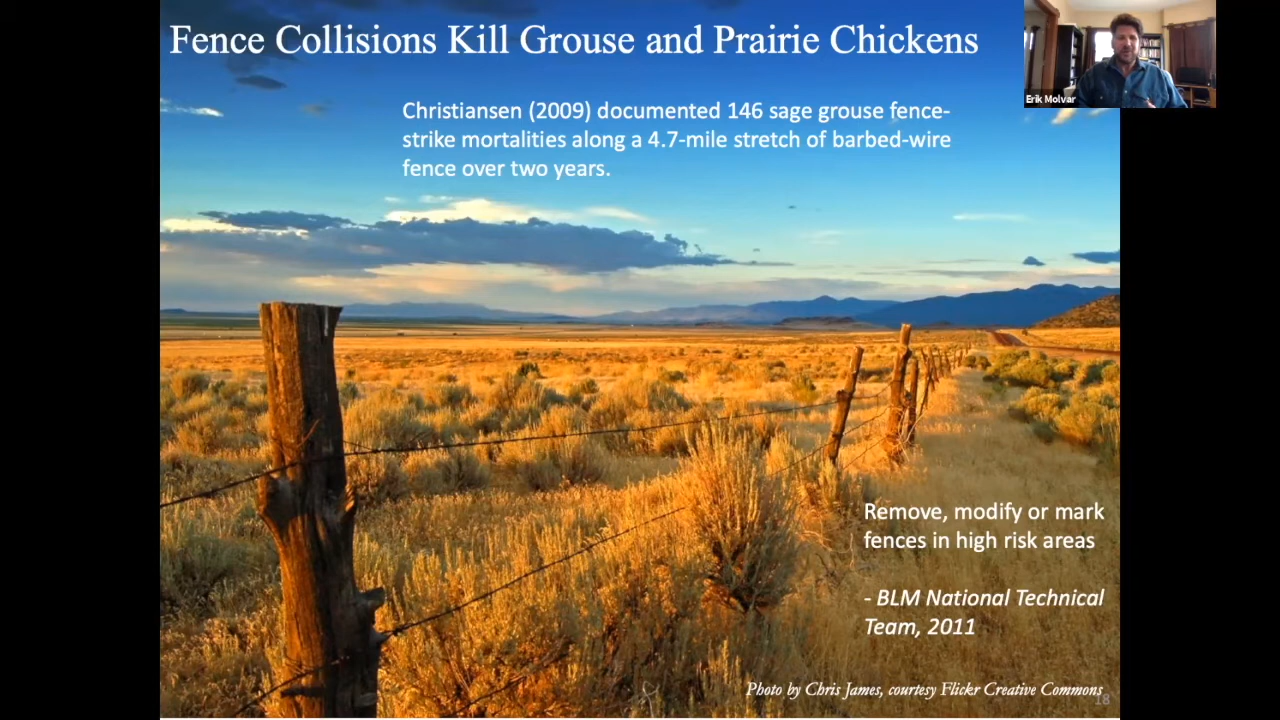 Fence Collisions Kill Grouse and Prairie Chickens
Erik Molvar
Christiansen (2009) documented 146 sage grouse fence-
strike mortalities along a 4.7-mile stretch of barbed-wire
fence over two years.
Remove, modify or mark
fences in high risk areas
- BLM National Technical
Team, 2011
Photo by Chris James, courtesy Flickr Creative Commons
18